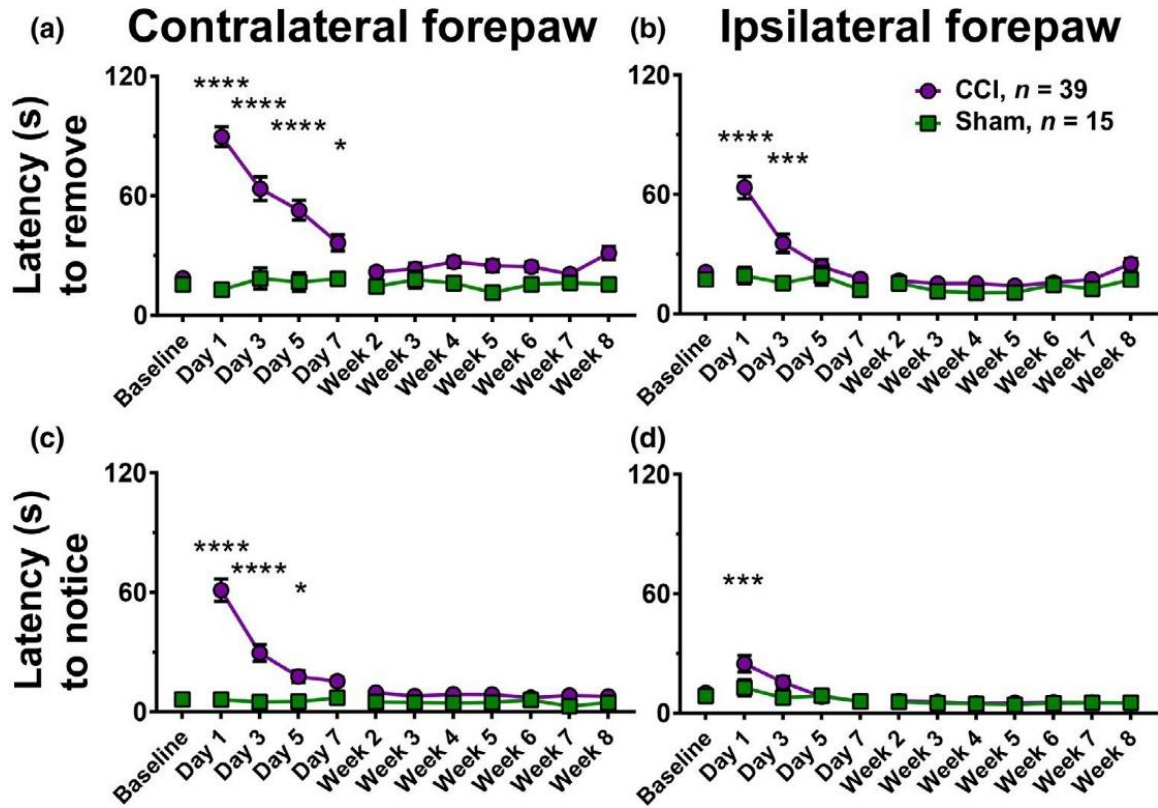 (a) Contralateral forepaw
(b) Ipsilateral forepaw
Latency (s)
to remove
120
60
0
****
****
****
*
Baseline
Day 1
Day 3
Day 5
Day 7
Week 2
Week 3
Week 4
Week 5
Week 6
Week 7
Week 8
120
60
0
****
***
CCI, n = 39
Sham, n = 15
Baseline
Day 1
Day 3
Day 5
Day 7
Week 2
Week 3
Week 4
Week 5
Week 6
Week 7
Week 8
(c)
Latency (s)
to notice
120
60
0
****
****
*
Baseline
Day 1
Day 3
Day 5
Day 7
Week 2
Week 3
Week 4
Week 5
Week 6
Week 7
Week 8
(d)
120
60
0
***
Baseline
Day 1
Day 3
Day 5
Day 7
Week 2
Week 3
Week 4
Week 5
Week 6
Week 7
Week 8